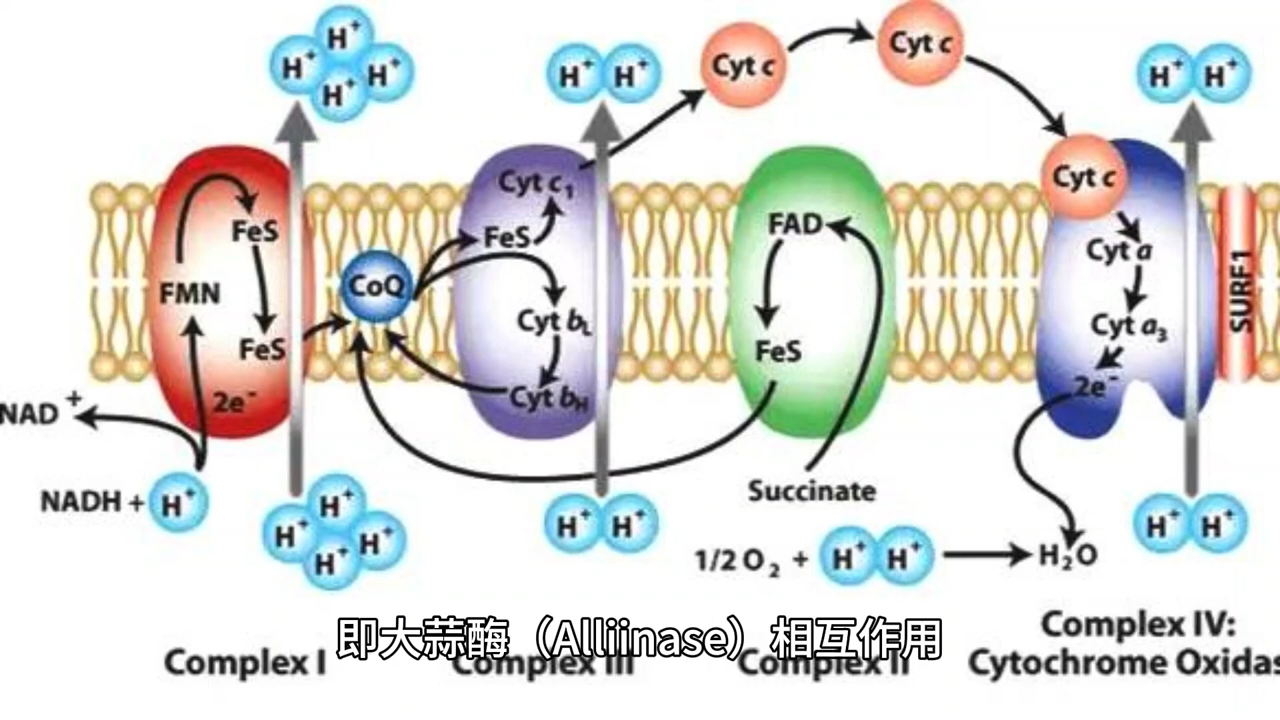 H+
H+
H+
H+
H+ H+
Cyt c
Cyt c
H+ H+
FeS
FMN
FeS
2e-
CoQ
Cyt c1
FeS
Cyt bL
Cyt bH
FAD
FeS
Cyt c
Cyt a
Cyt a3
2e-
SURF1
NAD+
NADH + H+
H+
H+
H+
H+
H+ H+
Succinate
1/2 O2 + H+ H+
H2O
H+ H+
Complex I
Complex III
Complex II
Complex IV:
Cytochrome Oxidas
即大蒜酶（Alliinase）相互作用